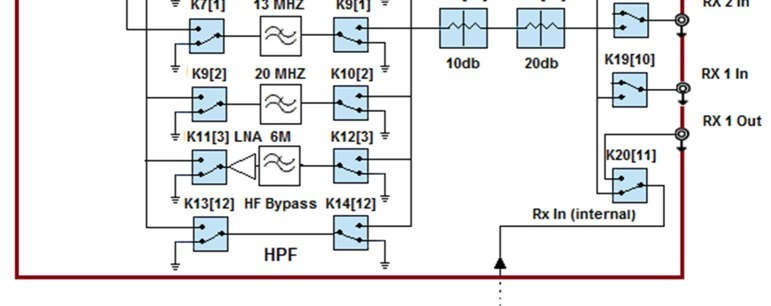 RX 2 In
K7[1] 13 MHZ K9[1]
10db 20db
K19[10]
K9[2] 20 MHZ K10[2]
RX 1 In
RX 1 Out
K11[3] LNA 6M K12[3]
K20[11]
K13[12] HF Bypass K14[12]
Rx In (internal)
HPF